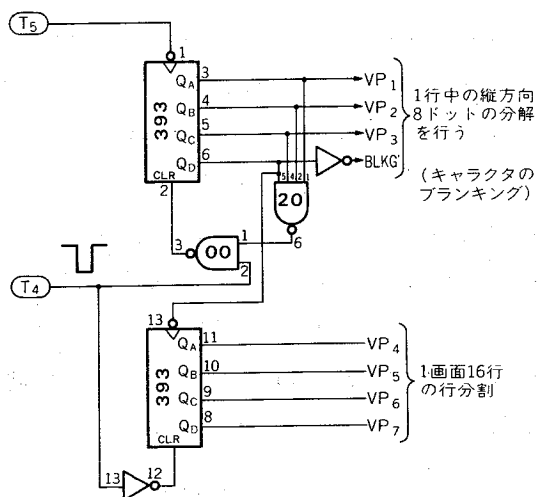 T5
1
393
QA 3 VP1
QB 4 VP2
QC 5 VP3
QD 6 BLKG
CLR
2
1行中の縦方向
8ドットの分解
を行う
(キャラクタの
ブランキング)
5 4 2 1
20
6
3 00 1
2
T4
13
393
QA 11 VP4
QB 10 VP5
QC 9 VP6
QD 8 VP7
CLR
1画面16行
の行分割
13 12